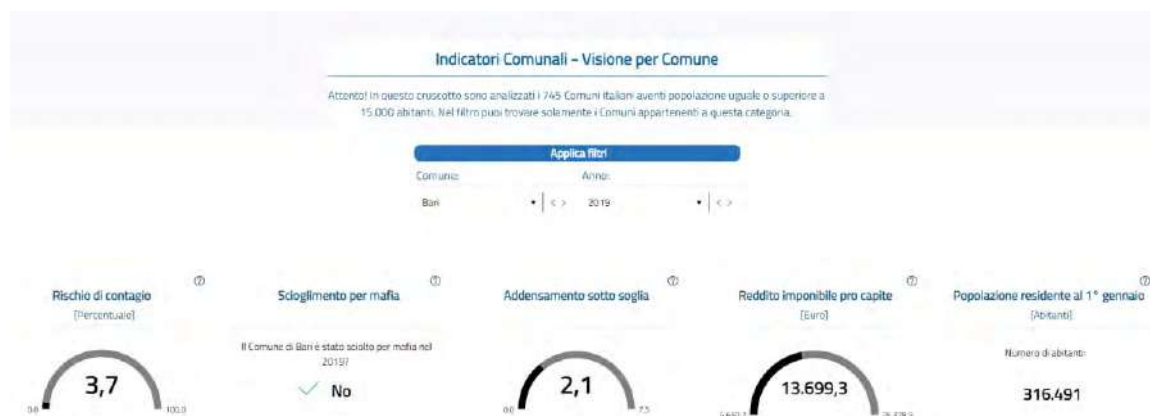 Indicatori Comunali – Visione per Comune
Attento! In questo cruscotto sono analizzati i 745 Comuni Italiani aventi popolazione uguale o superiore a
15.000 abitanti. Nel filtro puoi trovare solamente i Comuni appartenenti a questa categoria.
Applica filtri
Comune: Anno:
Bari < > 2019 < >
Rischio di contagio
[Percentuale]
3,7
0,0 100,0
Scioglimento per mafia
Il Comune di Bari è stato sciolto per mafia nel
2019?
No
Addensamento sotto soglia
2,1
0,0 7,5
Reddito imponibile pro capite
[Euro]
13.699,3
Popolazione residente al 1° gennaio
[Abitanti]
Numero di abitanti:
316.491